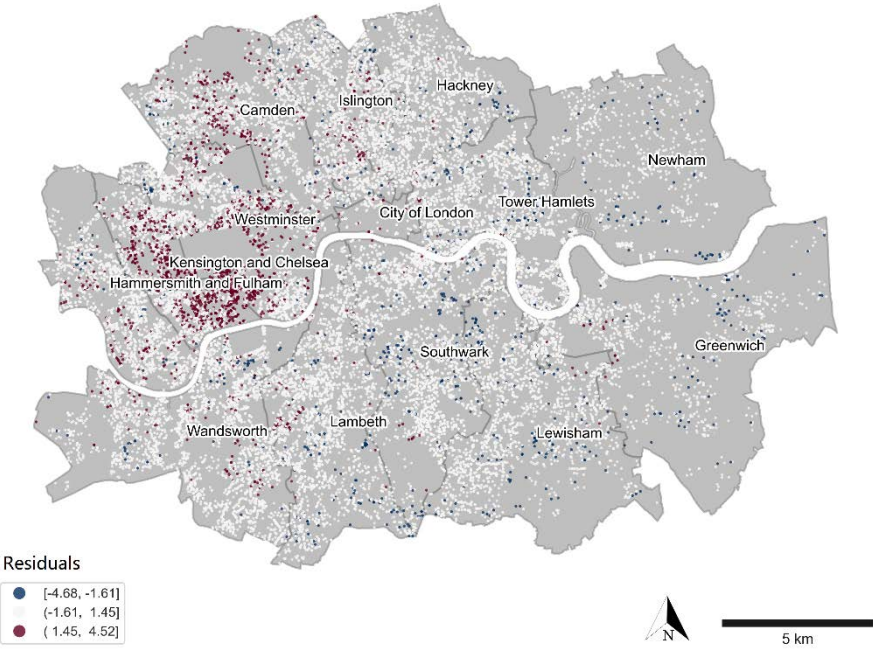 Hackney
Islington
Camden
Newham
Tower Hamlets
City of London
Westminster
Kensington and Chelsea
Hammersmith and Fulham
Greenwich
Southwark
Lambeth
Wandsworth
Lewisham
Residuals
[-4.68, -1.61]
(-1.61, 1.45]
( 1.45, 4.52]
N
5 km